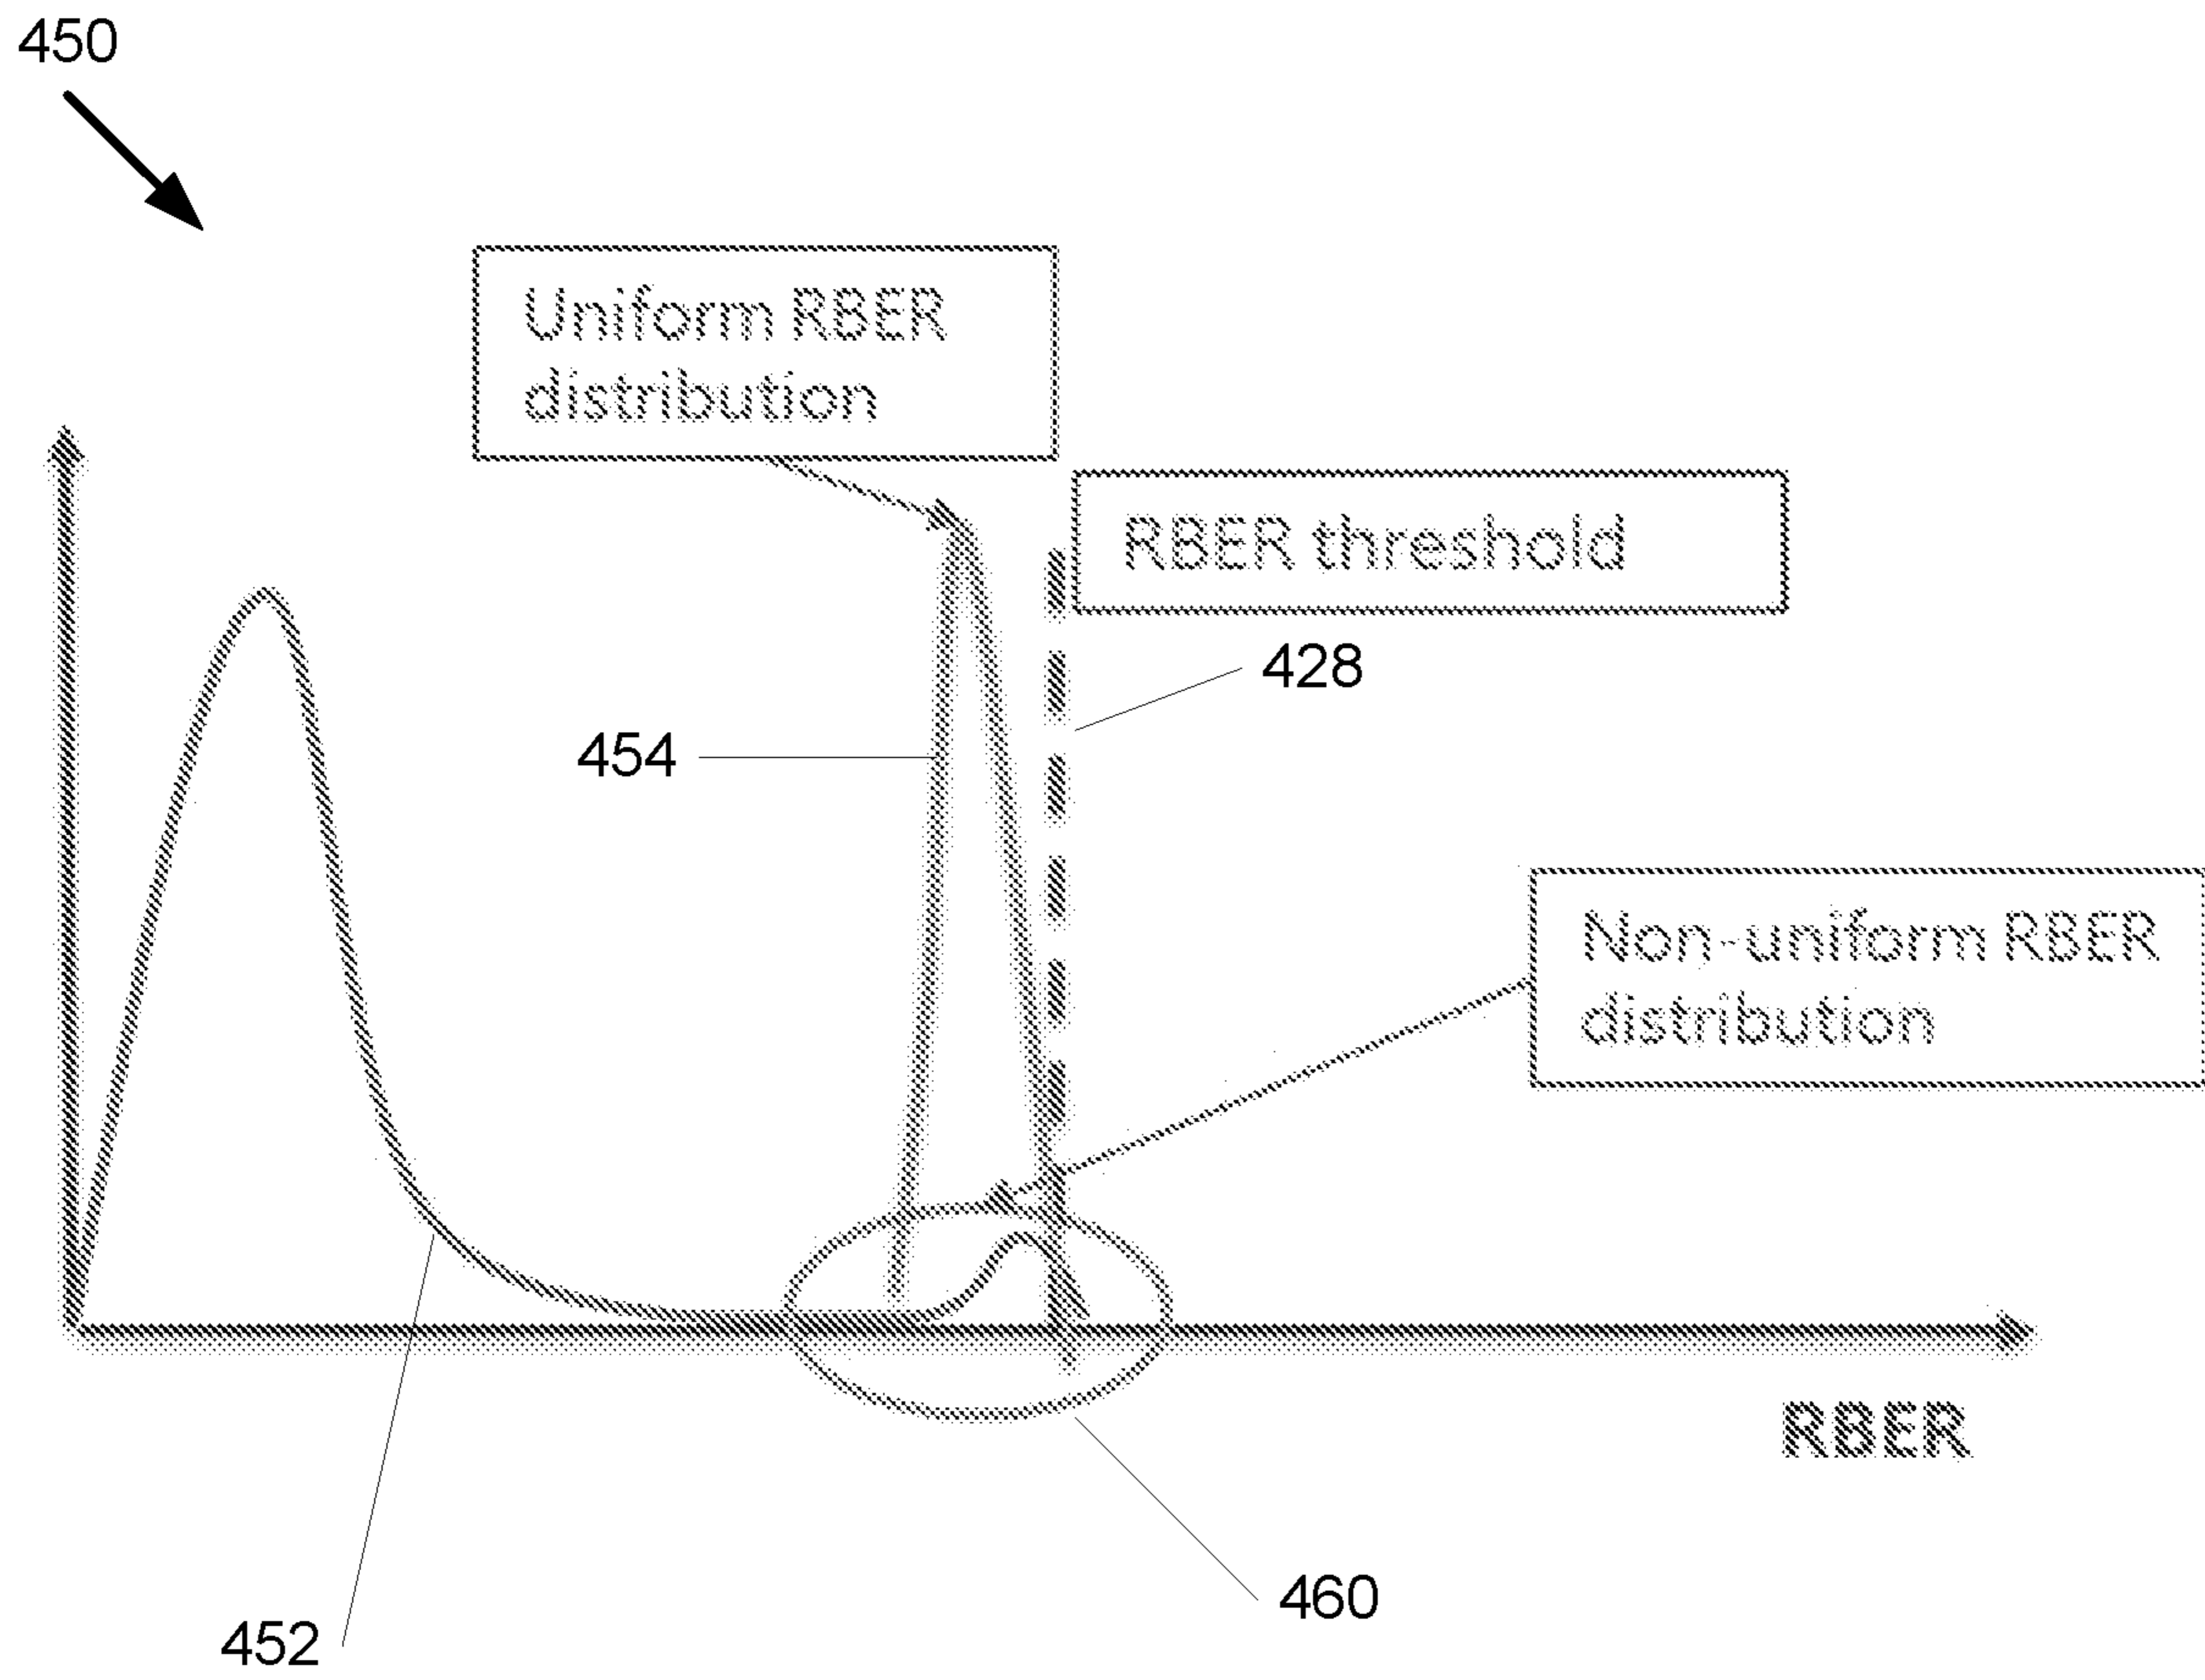 450
Uniform RBER
distribution
RBER threshold
428
454
Non-uniform RBER
distribution
RBER
460
452